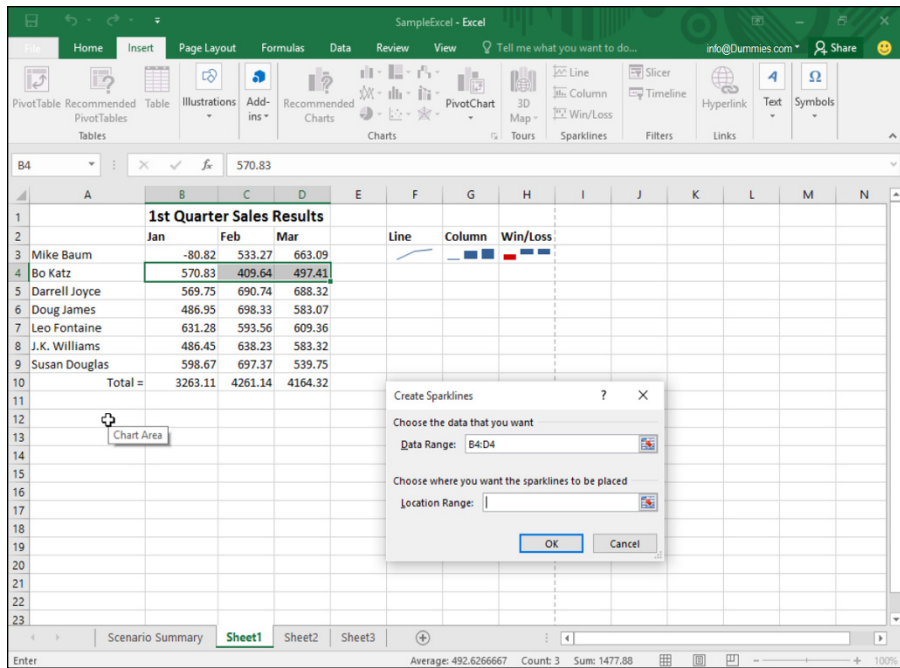 SampleExcel - Excel
File Home Insert Page Layout Formulas Data Review View Tell me what you want to do... info@Dummies.com Share
PivotTable Recommended PivotTables Table Illustrations Add-ins Recommended Charts PivotChart 3D Map Line Column Win/Loss Slicer Timeline Hyperlink Text Symbols
Tables Charts Tours Sparklines Filters Links
B4 fx 570.83
A B C D E F G H I J K L M N
1 1st Quarter Sales Results
2 Jan Feb Mar Line Column Win/Loss
3 Mike Baum -80.82 533.27 663.09
4 Bo Katz 570.83 409.64 497.41
5 Darrell Joyce 569.75 690.74 688.32
6 Doug James 486.95 698.33 583.07
7 Leo Fontaine 631.28 593.56 609.36
8 J.K. Williams 486.45 638.23 583.32
9 Susan Douglas 598.67 697.37 539.75
10 Total = 3263.11 4261.14 4164.32
11
12
13
14
15
16
17
18
19
20
21
22
23
Chart Area
Create Sparklines ?
Choose the data that you want
Data Range: B4:D4
Choose where you want the sparklines to be placed
Location Range:
OK Cancel
Scenario Summary Sheet1 Sheet2 Sheet3
Enter Average: 492.6266667 Count: 3 Sum: 1477.88 100%